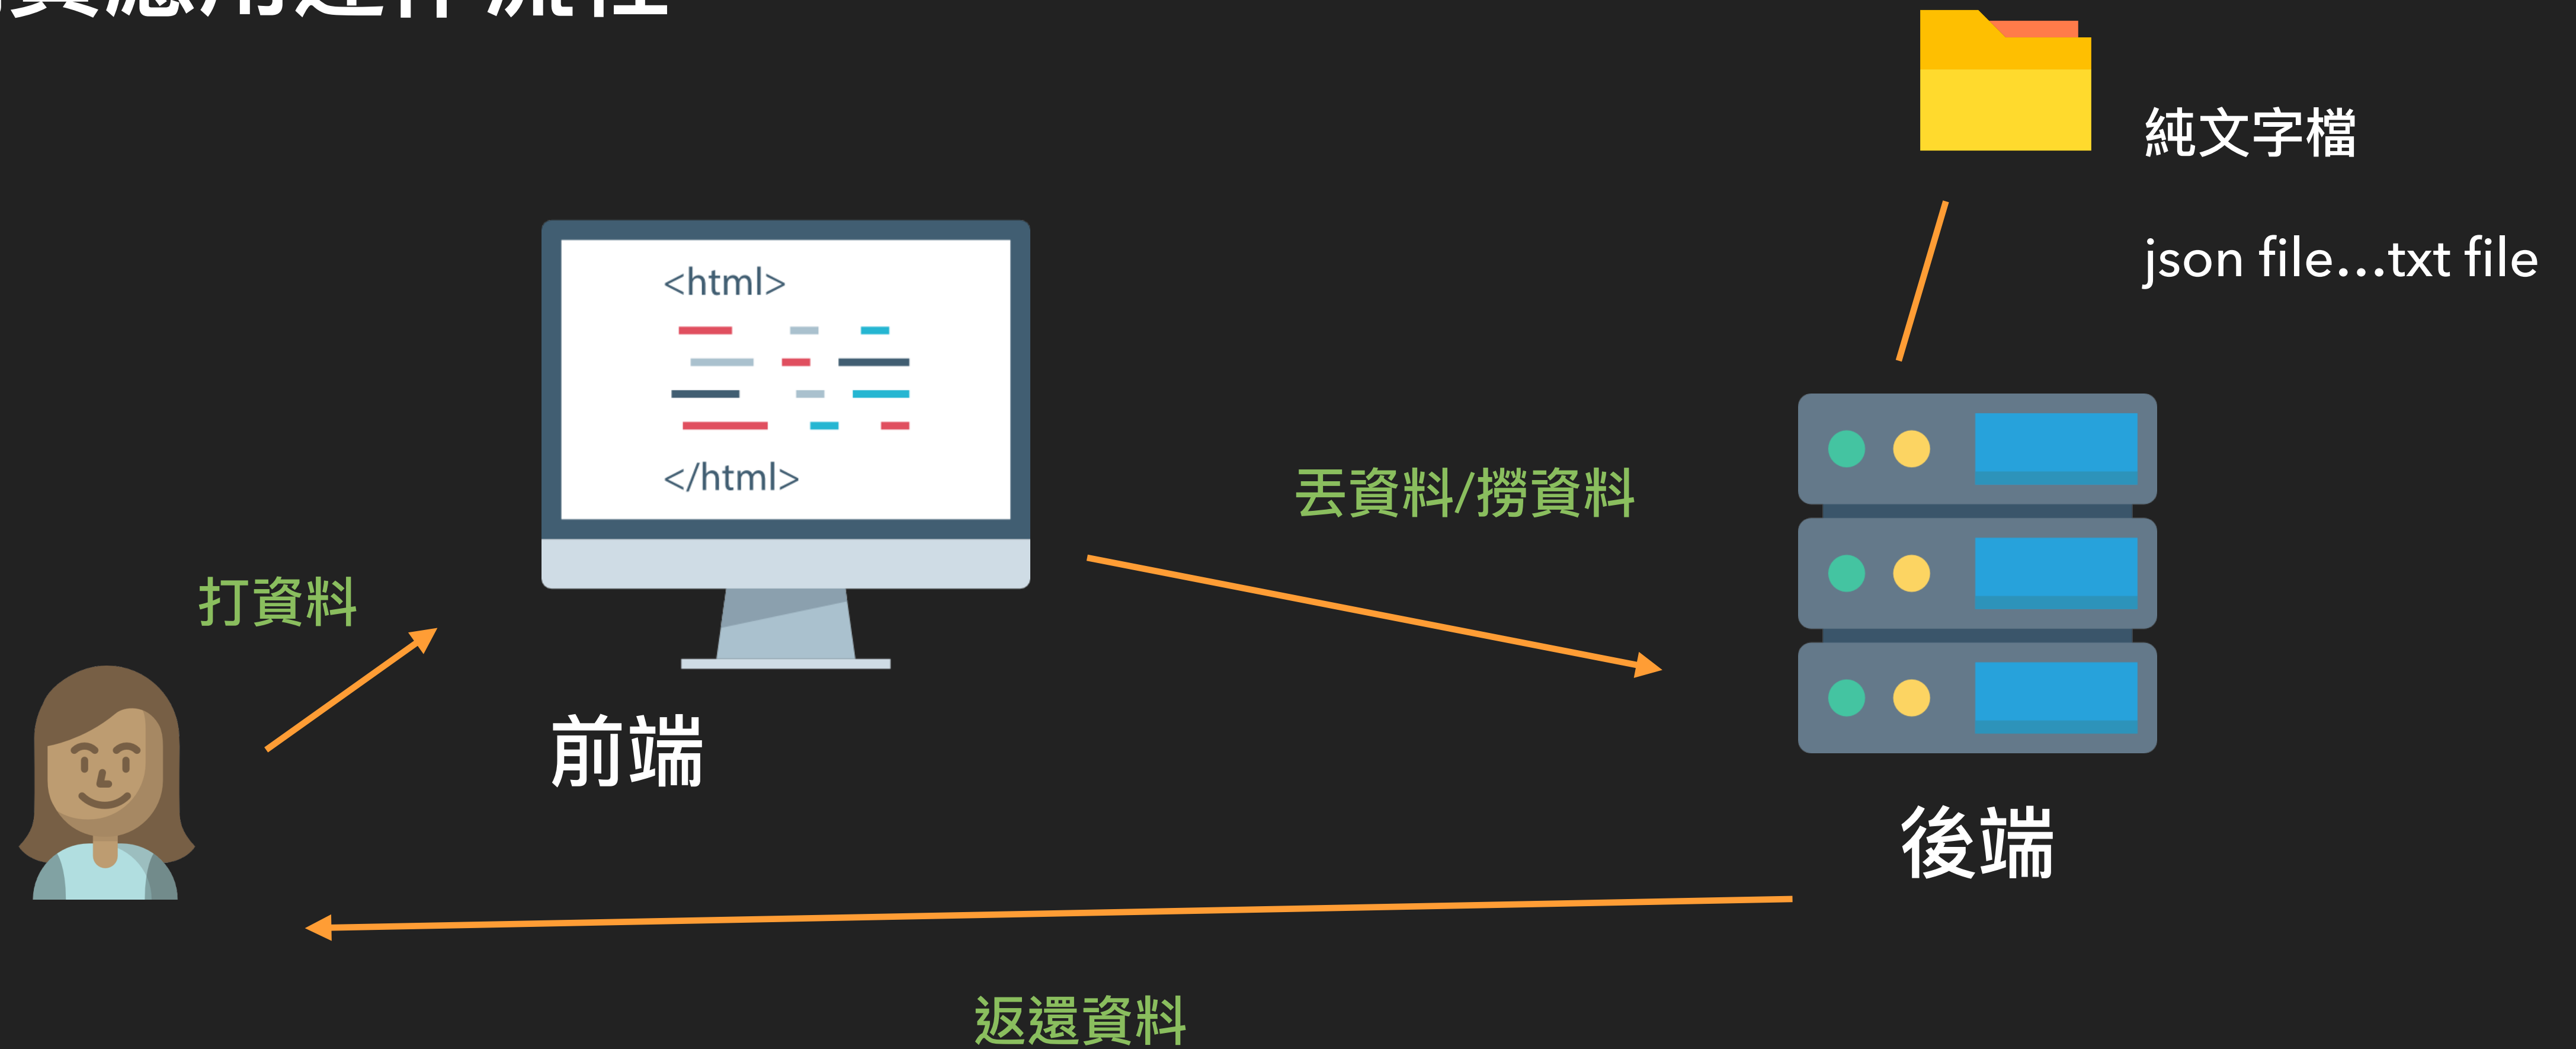 純文字檔
json file...txt file
<html>
</html>
丟資料/撈資料
打資料
前端
後端
返還資料